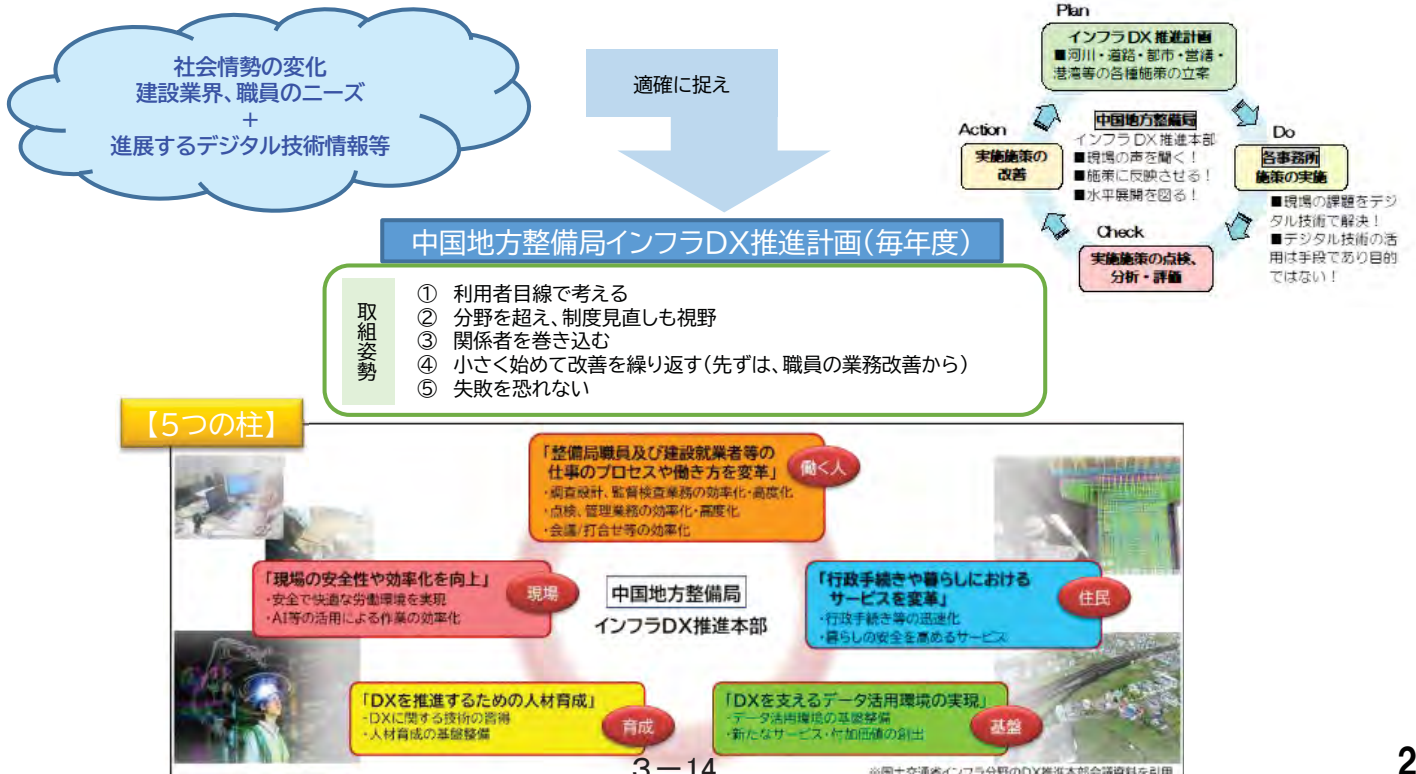 社会情勢の変化
建設業界、職員のニーズ
+
進展するデジタル技術情報等
適確に捉え
Plan
インフラDX推進計画
■河川・道路・都市・営繕・
港湾等の各種施策の立案
Action
実施施策の
改善
中国地方整備局
インフラDX推進本部
■現場の声を聞く!
■施策に反映させる!
■水平展開を図る!
Do
各事務所
施策の実施
■現場の課題をデジ
タル技術で解決!
■デジタル技術の活
用は手段であり目的
ではない!
Check
実施施策の点検、
分析・評価
中国地方整備局インフラDX推進計画(毎年度)
取組姿勢
① 利用者目線で考える
② 分野を超え、制度見直しも視野
③ 関係者を巻き込む
④ 小さく始めて改善を繰り返す(先ずは、職員の業務改善から)
⑤ 失敗を恐れない
【5つの柱】
「整備局職員及び建設就業者等の
仕事のプロセスや働き方を変革」
・調査設計、監督検査業務の効率化・高度化
・点検、管理業務の効率化・高度化
・会議/打合せ等の効率化
働く人
「現場の安全性や効率化を向上」
・安全で快適な労働環境を実現
・AI等の活用による作業の効率化
現場
中国地方整備局
インフラDX推進本部
「行政手続きや暮らしにおける
サービスを変革」
・行政手続き等の迅速化
・暮らしの安全を高めるサービス
住民
「DXを推進するための人材育成」
・DXに関する技術の習得
・人材育成の基盤整備
育成
「DXを支えるデータ活用環境の実現」
・データ活用環境の基盤整備
・新たなサービス・付加価値の創出
基盤
3-14
※国土交通省インフラ分野のDX推進本部会議資料を引用
2